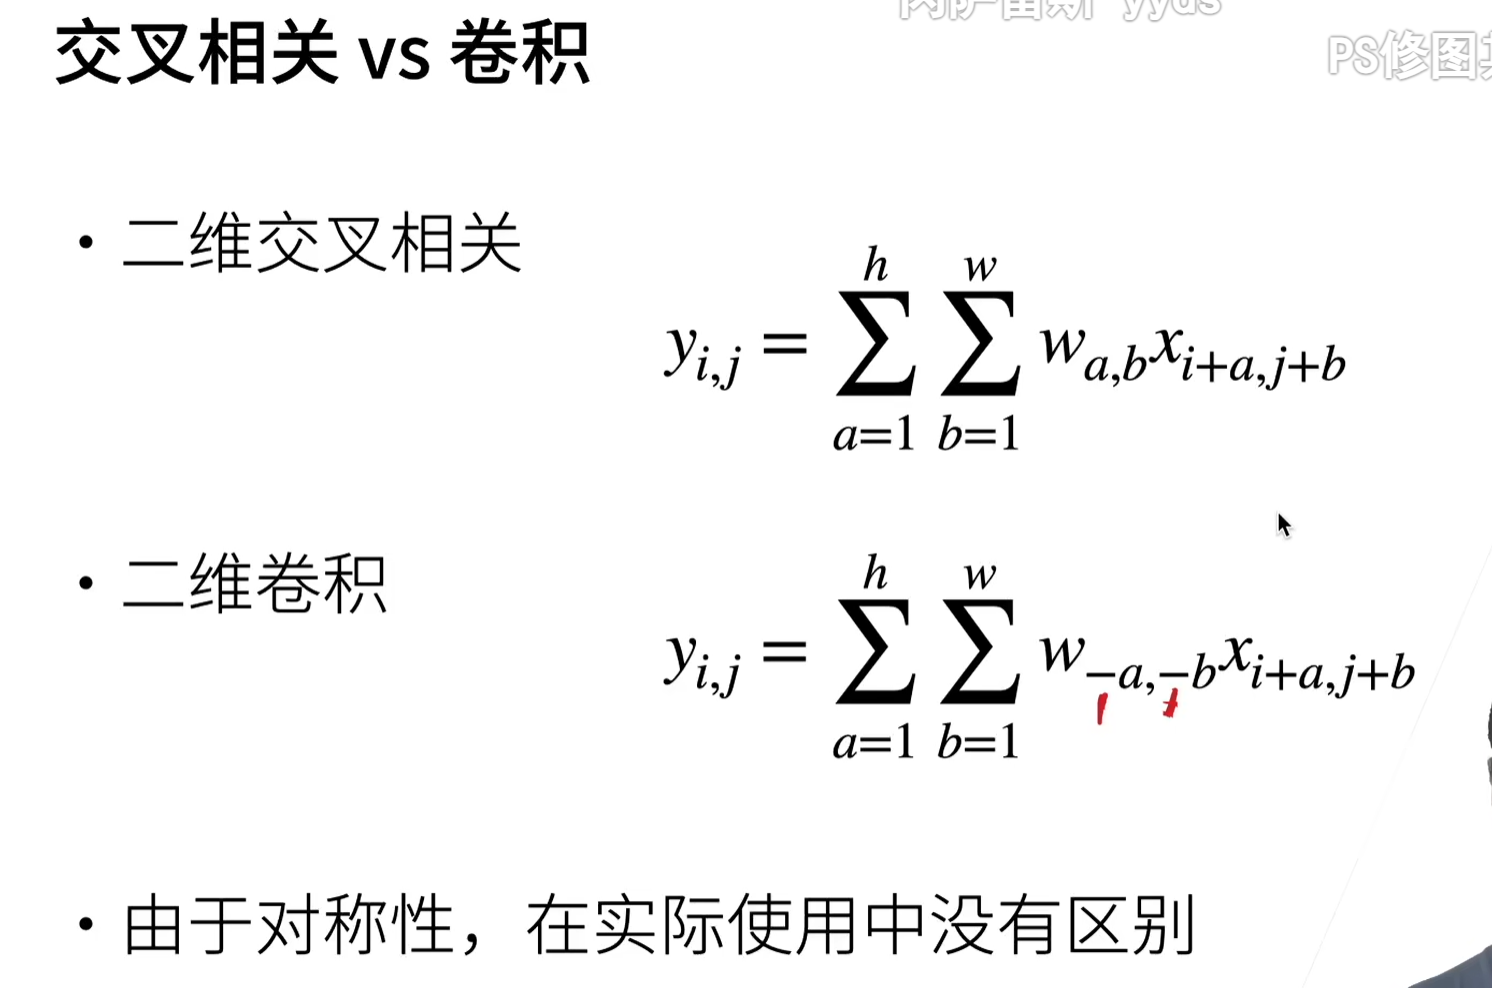 yyds
PS修图
交叉相关 vs 卷积
• 二维交叉相关
y_{i,j} = \sum_{a=1}^{h} \sum_{b=1}^{w} w_{a,b} x_{i+a,j+b}
• 二维卷积
y_{i,j} = \sum_{a=1}^{h} \sum_{b=1}^{w} w_{-a,-b} x_{i+a,j+b}
• 由于对称性，在实际使用中没有区别